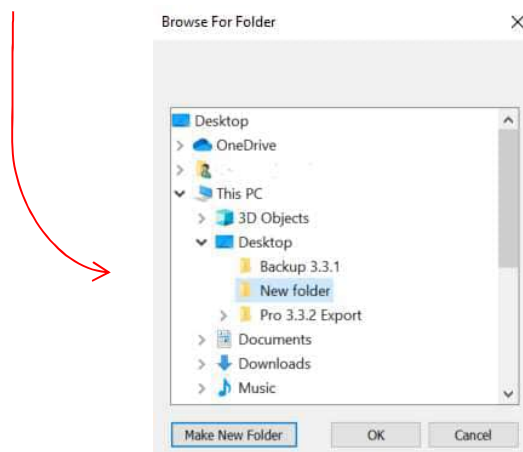 Browse For Folder
Desktop
OneDrive
This PC
3D Objects
Desktop
Backup 3.3.1
New folder
Pro 3.3.2 Export
Documents
Downloads
Music
Make New Folder OK Cancel